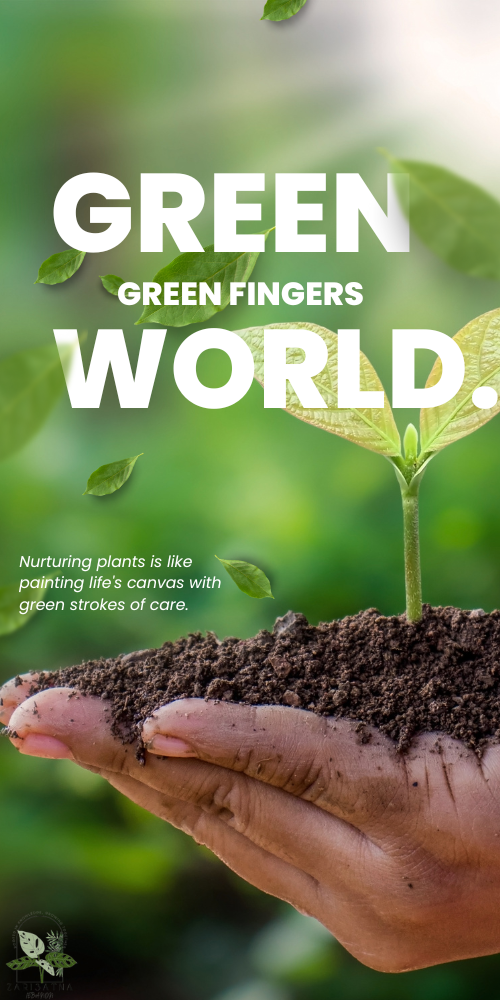 GREEN
GREEN FINGERS
WORLD.
Nurturing plants is like
painting life's canvas with
green strokes of care.